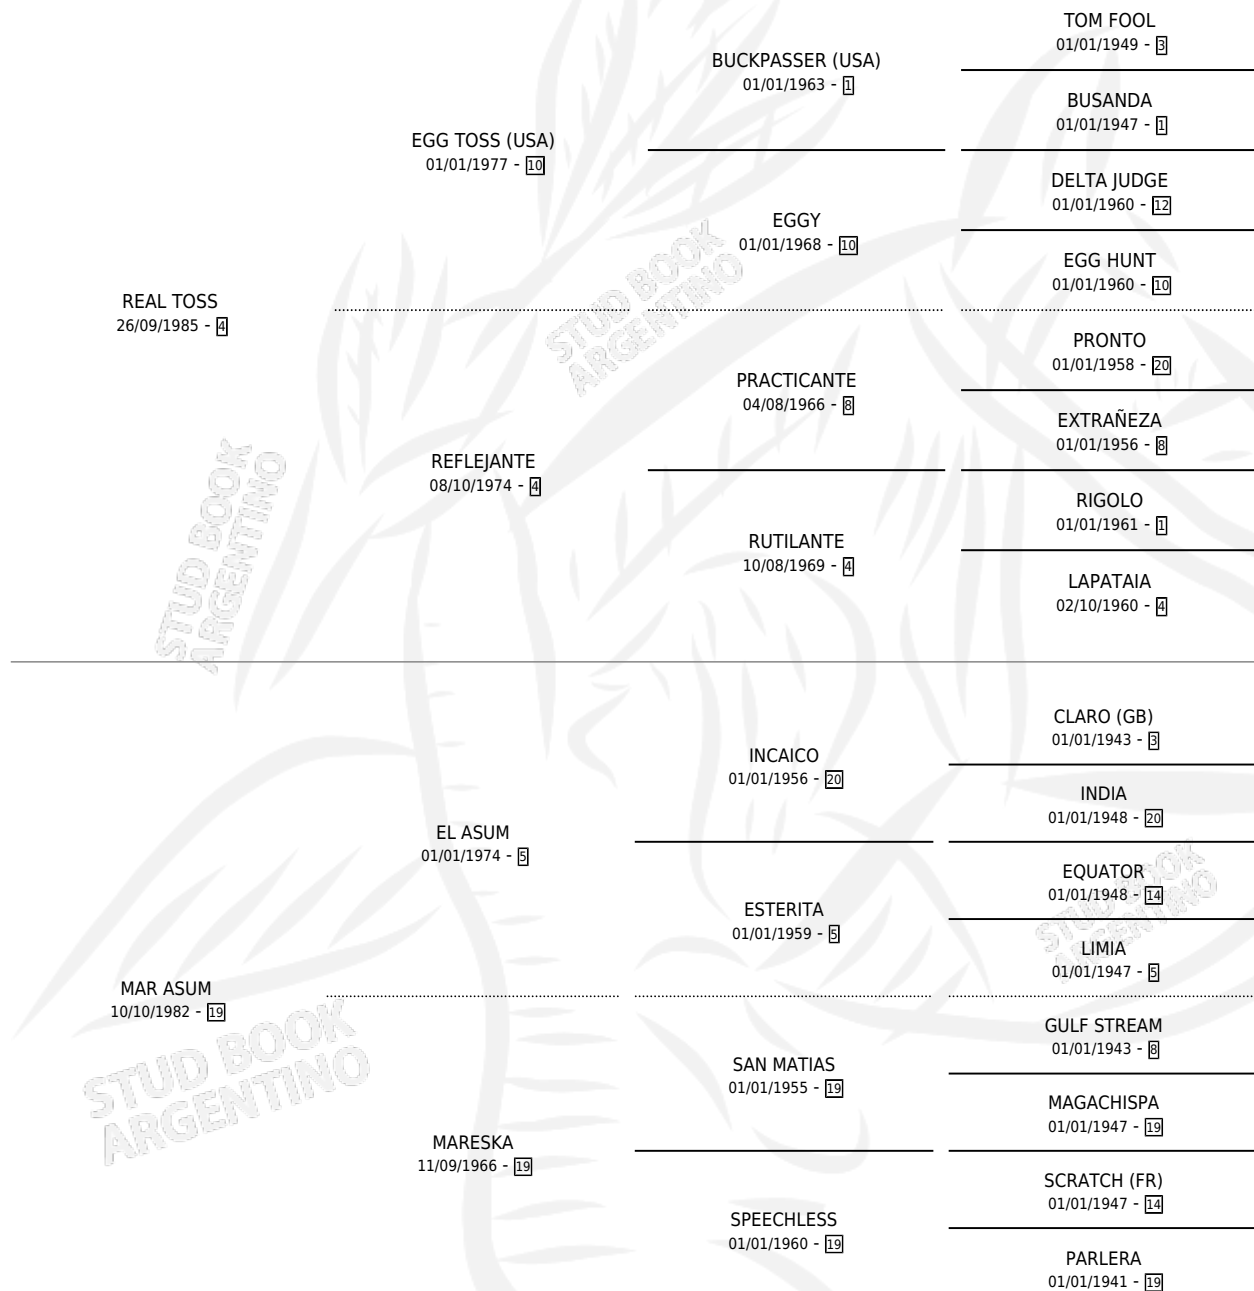 TOM FOOL
01/01/1949 - 3
BUCKPASSER (USA)
01/01/1963 - 1
BUSANDA
01/01/1947 - 1
EGG TOSS (USA)
01/01/1977 - 10
DELTA JUDGE
01/01/1960 - 12
EGGY
01/01/1968 - 10
EGG HUNT
01/01/1960 - 10
REAL TOSS
26/09/1985 - 4
PRONTO
01/01/1958 - 20
PRACTICANTE
04/08/1966 - 8
EXTRAÑEZA
01/01/1956 - 8
REFLEJANTE
08/10/1974 - 4
RIGOLO
01/01/1961 - 1
RUTILANTE
10/08/1969 - 4
LAPATAIA
02/10/1960 - 4
CLARO (GB)
01/01/1943 - 3
INCAICO
01/01/1956 - 20
INDIA
01/01/1948 - 20
EL ASUM
01/01/1974 - 5
EQUATOR
01/01/1948 - 14
ESTERITA
01/01/1959 - 5
LIMIA
01/01/1947 - 5
MAR ASUM
10/10/1982 - 19
GULF STREAM
01/01/1943 - 8
SAN MATIAS
01/01/1955 - 19
MAGACHISPA
01/01/1947 - 19
MARESKA
11/09/1966 - 19
SCRATCH (FR)
01/01/1947 - 14
SPEECHLESS
01/01/1960 - 19
PARLERA
01/01/1941 - 19
STUD BOOK
ARGENTINO
STUD BOOK
ARGENTINO
STUD BOOK
ARGENTINO
STUD BOOK
ARGENTINO